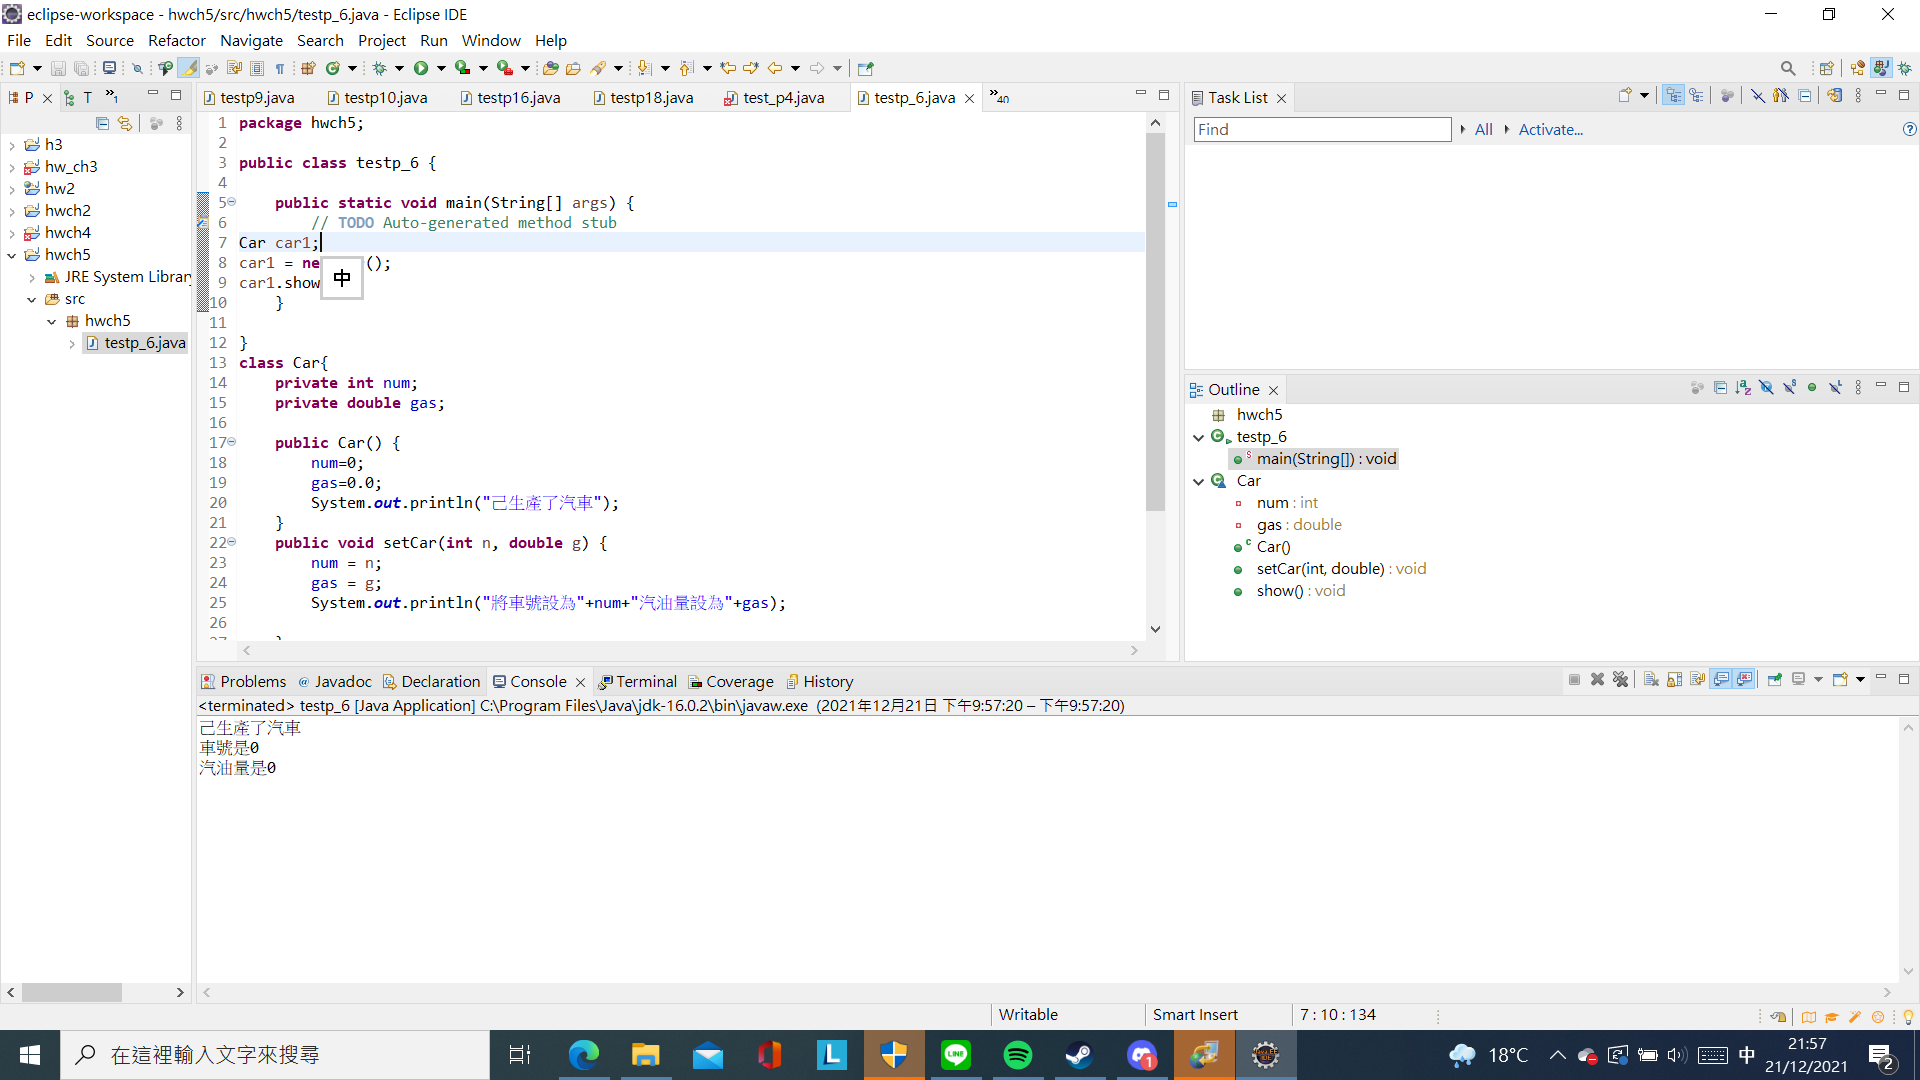 eclipse-workspace - hwch5/src/hwch5/testp_6.java - Eclipse IDE
File Edit Source Refactor Navigate Search Project Run Window Help
P T 1
testp9.java testp10.java testp16.java testp18.java test_p4.java testp_6.java 40
Task List
Find All Activate...
h3
hw_ch3
hw2
hwch2
hwch4
hwch5
JRE System Library
src
hwch5
testp_6.java
1 package hwch5;
2
3 public class testp_6 {
4
5 public static void main(String[] args) {
6 // TODO Auto-generated method stub
7 Car car1;
8 car1 = ne ();
中
9 car1.show
10 }
11
12 }
13 class Car{
14 private int num;
15 private double gas;
16
17 public Car() {
18 num=0;
19 gas=0.0;
20 System.out.println("己生產了汽車");
21 }
22 public void setCar(int n, double g) {
23 num = n;
24 gas = g;
25 System.out.println("將車號設為"+num+"汽油量設為"+gas);
26
Outline
hwch5
testp_6
main(String[]) : void
Car
num : int
gas : double
Car()
setCar(int, double) : void
show() : void
Problems Javadoc Declaration Console Terminal Coverage History
<terminated> testp_6 [Java Application] C:\Program Files\Java\jdk-16.0.2\bin\javaw.exe (2021年12月21日 下午9:57:20 – 下午9:57:20)
己生產了汽車
車號是0
汽油量是0
Writable Smart Insert 7 : 10 : 134
在這裡輸入文字來搜尋
L
LINE
1
18°C
中
21:57
21/12/2021
2